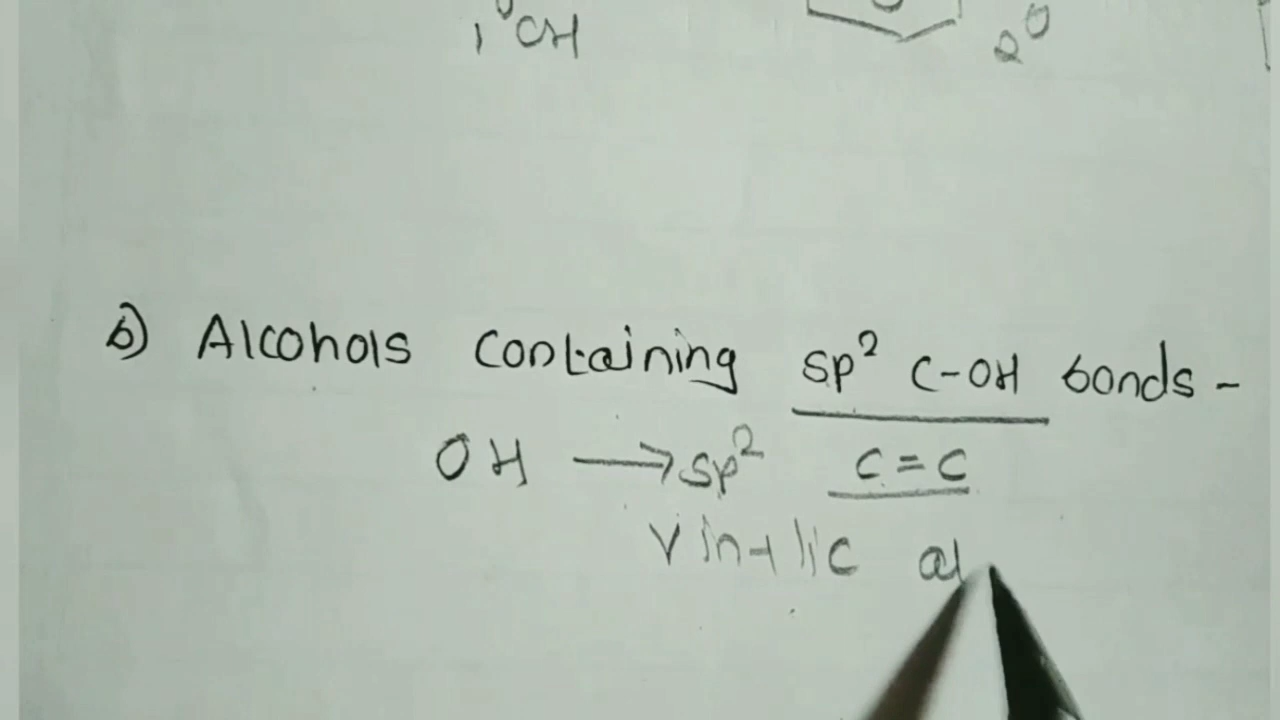 1°OH 2°
b) Alcohols containing sp² C-OH bonds -
OH → sp² C=C
Vinylic al